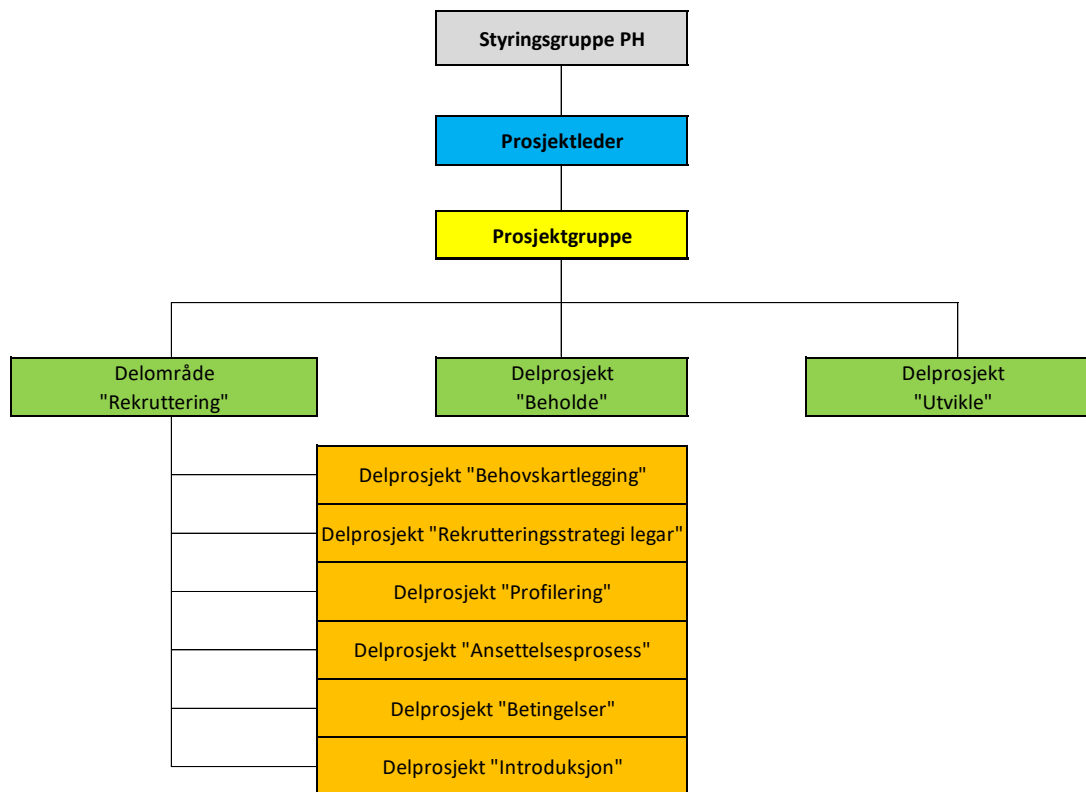 Styringsgruppe PH
Prosjektleder
Prosjektgruppe
Delområde
"Rekruttering"
Delprosjekt
"Beholde"
Delprosjekt
"Utvikle"
Delprosjekt "Behovskartlegging"
Delprosjekt "Rekrutteringsstrategi legar"
Delprosjekt "Profilering"
Delprosjekt "Ansettelsesprosess"
Delprosjekt "Betingelser"
Delprosjekt "Introduksjon"